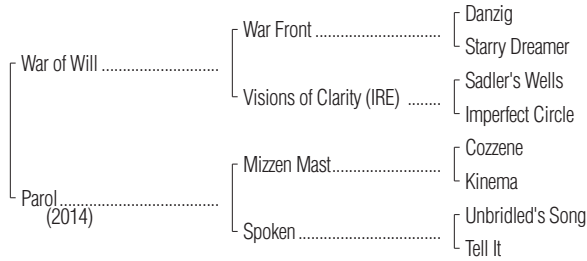 Danzig
War Front ..............................
Starry Dreamer
War of Will ............................
Sadler's Wells
Visions of Clarity (IRE) ........
Imperfect Circle
Cozzene
Mizzen Mast..........................
Kinema
Parol......................................
(2014)
Unbridled's Song
Spoken ..................................
Tell It